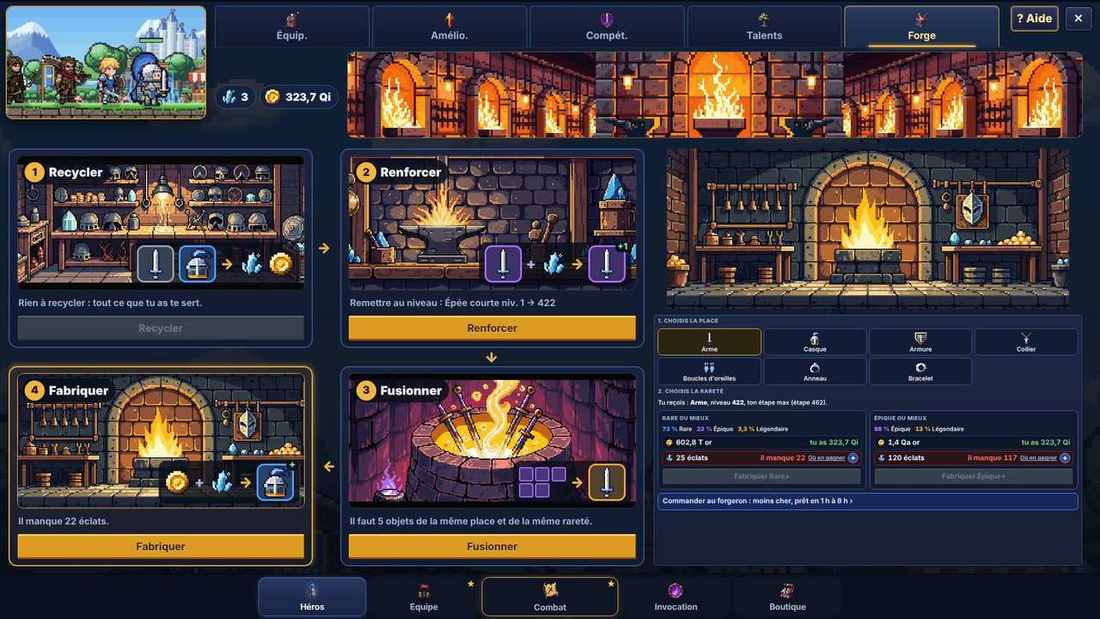 Équip.
Amélio.
Compét.
Talents
Forge
? Aide
×
3
323,7 Qi
1 Recycler
Rien à recycler : tout ce que tu as te sert.
Recycler
2 Renforcer
+1
Remettre au niveau : Épée courte niv. 1 → 422
Renforcer
4 Fabriquer
Il manque 22 éclats.
Fabriquer
3 Fusionner
Il faut 5 objets de la même place et de la même rareté.
Fusionner
1. CHOISIS LA PLACE
Arme
Casque
Armure
Collier
Boucles d'oreilles
Anneau
Bracelet
2. CHOISIS LA RARETÉ
Tu reçois : Arme, niveau 422, ton étape max (étape 462).
RARE OU MIEUX
73 % Rare 23 % Épique 3,3 % Légendaire
602,8 T or tu as 323,7 Qi
25 éclats il manque 22 Où en gagner
Fabriquer Rare+
ÉPIQUE OU MIEUX
88 % Épique 13 % Légendaire
1,4 Qa or tu as 323,7 Qi
120 éclats il manque 117 Où en gagner
Fabriquer Épique+
Commander au forgeron : moins cher, prêt en 1 h à 8 h ›
Héros
Équipe
Combat
Invocation
Boutique